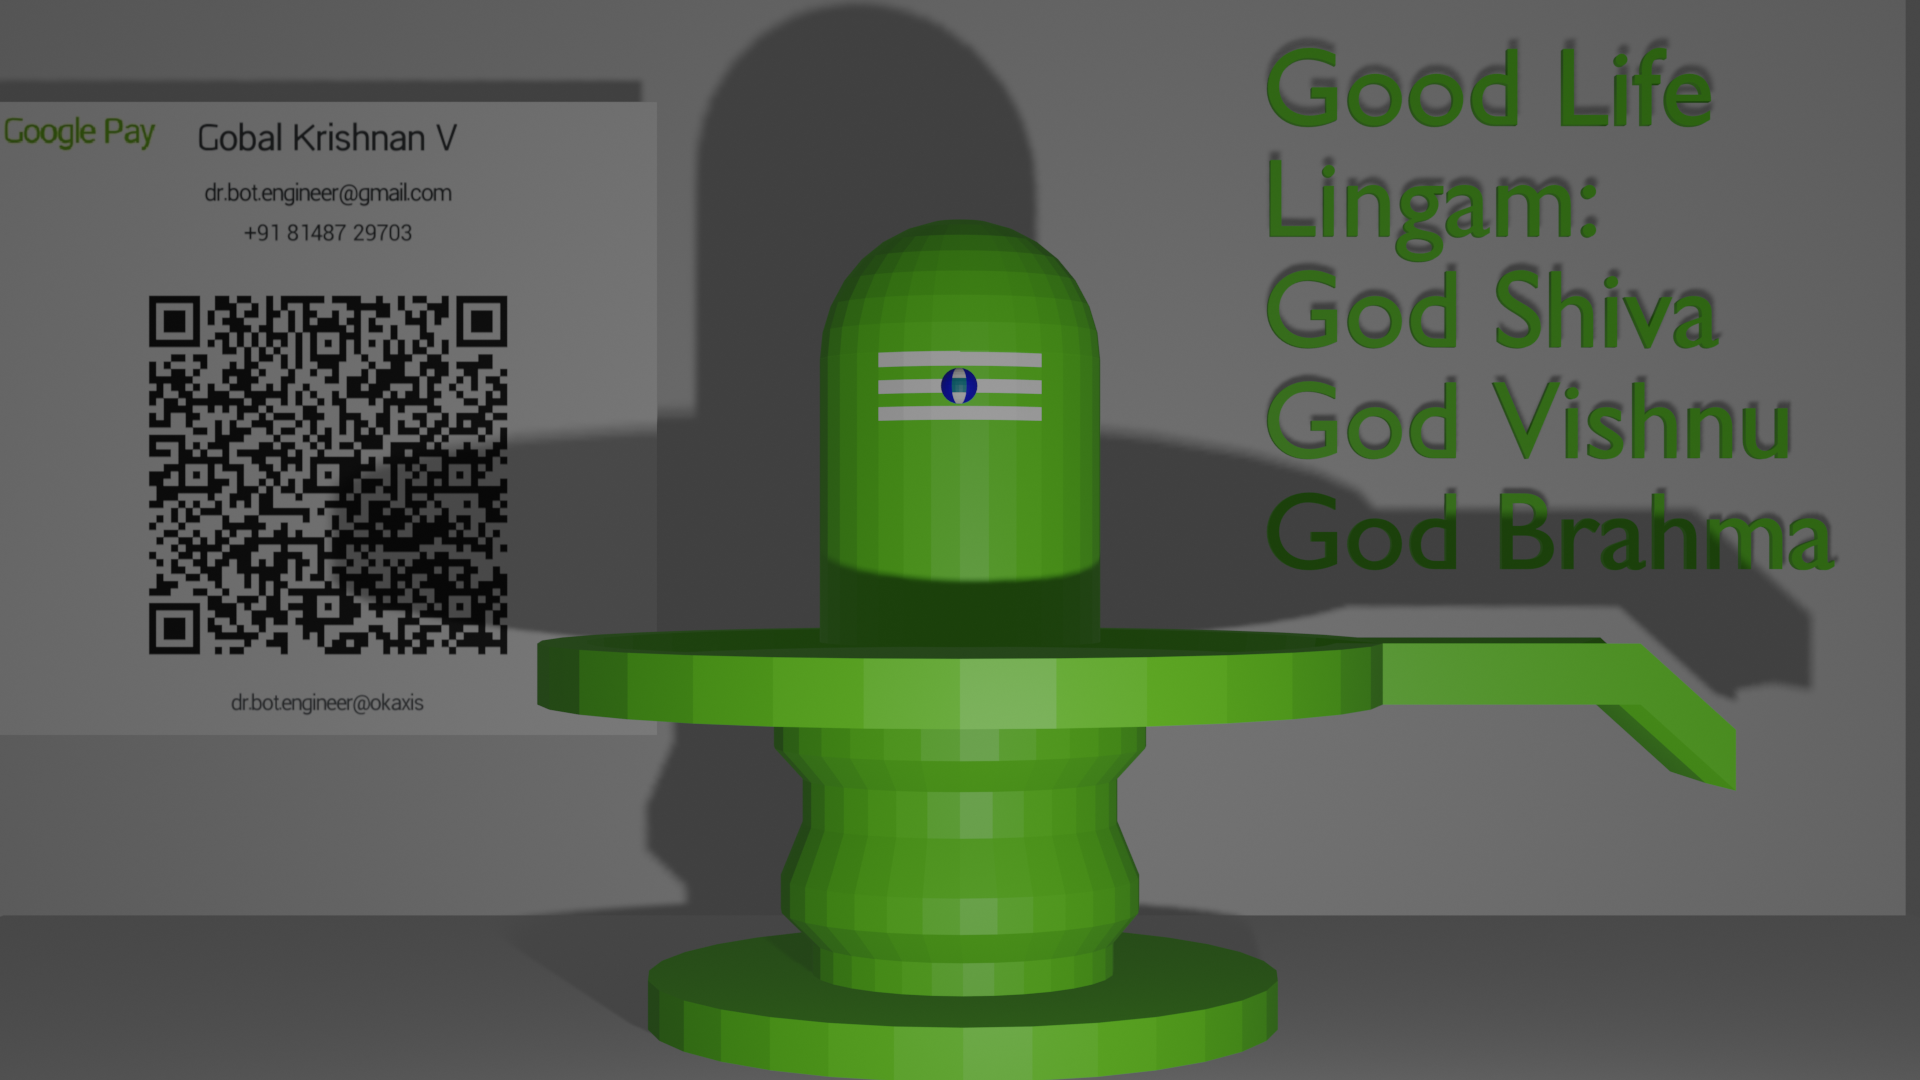 Google Pay
Gobal Krishnan V
dr.bot.engineer@gmail.com
+91 81487 29703
dr.bot.engineer@okaxis
Good Life
Lingam:
God Shiva
God Vishnu
God Brahma